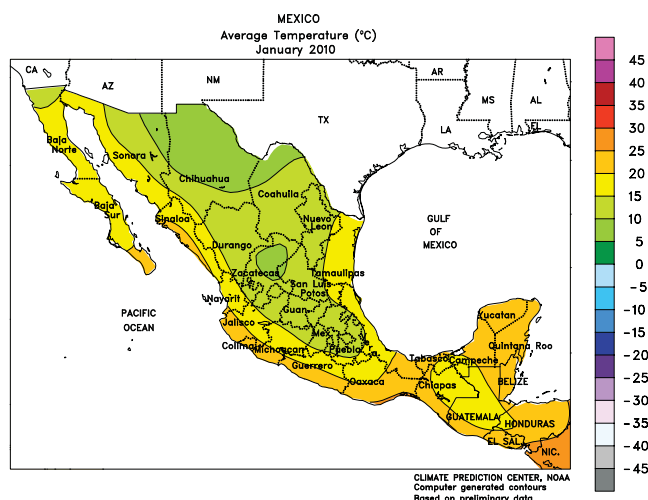 MEXICO
Average Temperature (°C)
January 2010
CA
AZ
NM
AR
TX
MS
AL
LA
FL
Baja
Norte
Sonora
Chihuahua
Coahuila
Baja
Sur
Sinaloa
Nuevo
Leon
GULF
OF
MEXICO
Durango
Zacatecas
Tamaulipas
San Luis
Potosi
Nayarit
Guan
PACIFIC
OCEAN
Jalisco
Mex
Colima
Michoacan
Puebla
Guerrero
Oaxaca
Yucatan
Quintana Roo
Tabasco
Campeche
Chiapas
BELIZE
GUATEMALA
HONDURAS
EL SAL
NIC.
45
40
35
30
25
20
15
10
5
0
-5
-10
-15
-20
-25
-30
-35
-40
-45
CLIMATE PREDICTION CENTER, NOAA
Computer generated contours
Based on preliminary data